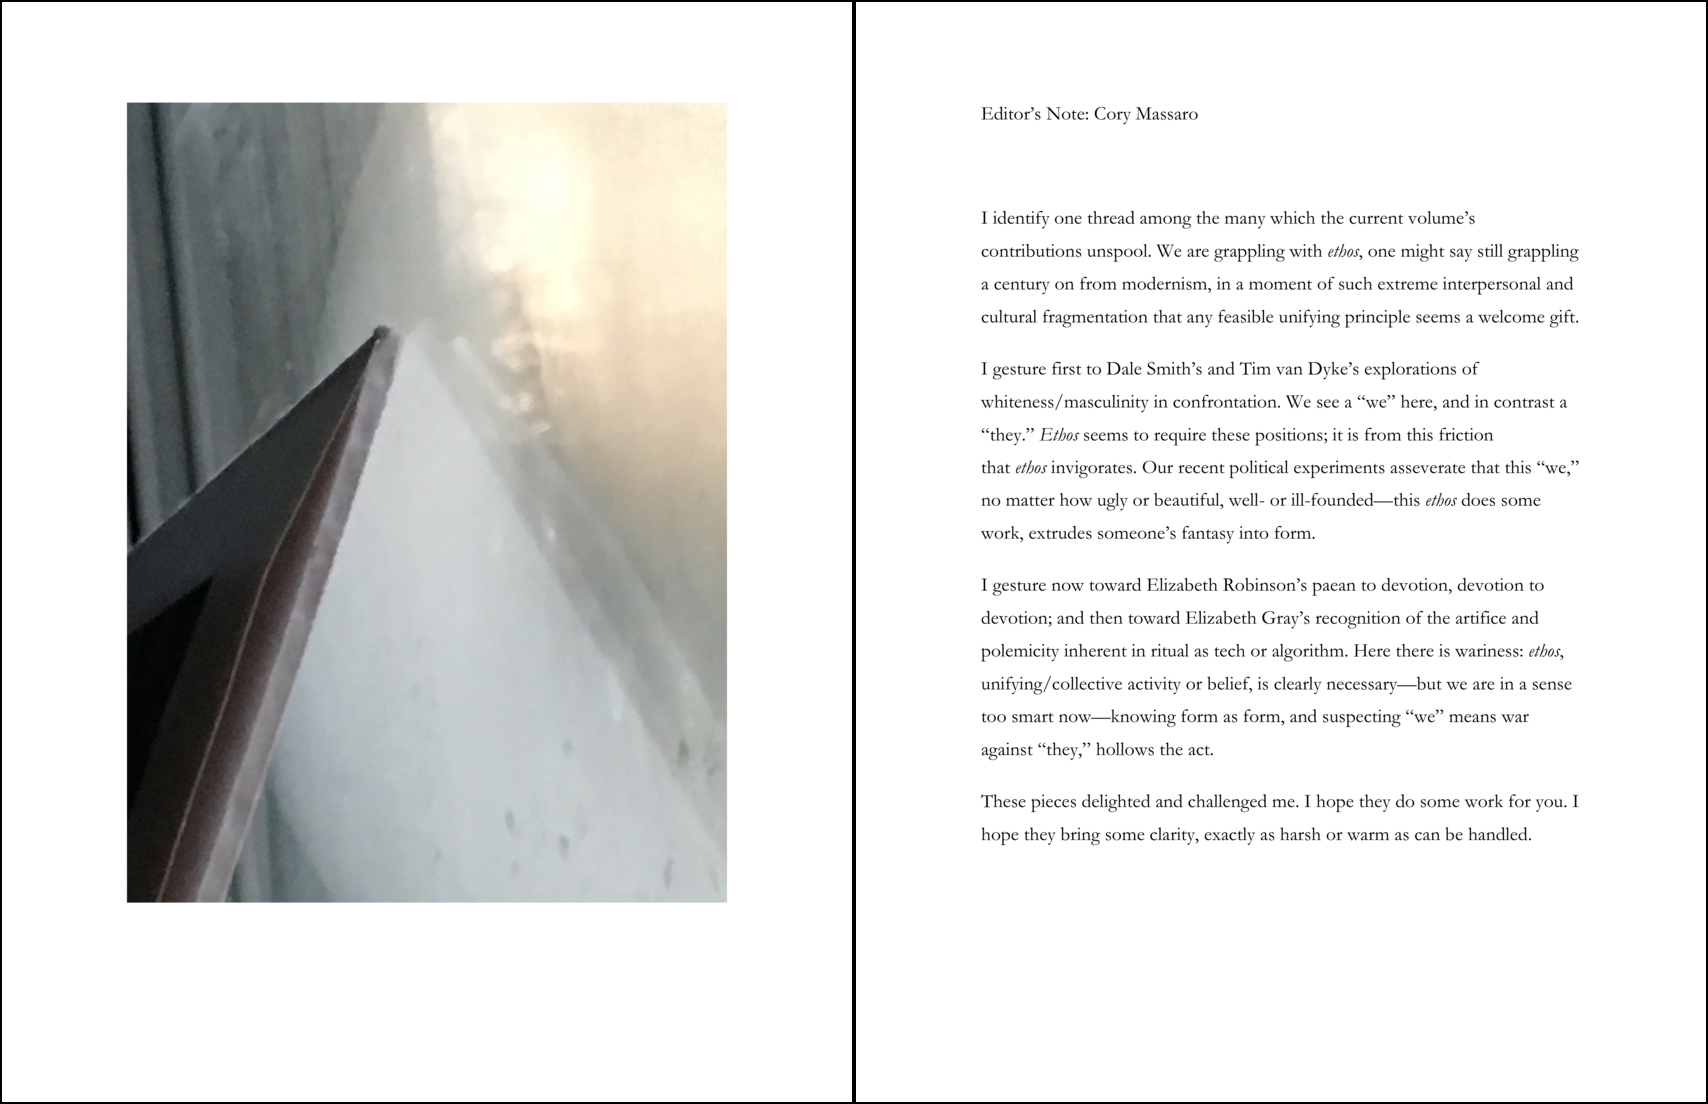 Editor’s Note: Cory Massaro
I identify one thread among the many which the current volume’s
contributions unspool. We are grappling with ethos, one might say still grappling
a century on from modernism, in a moment of such extreme interpersonal and
cultural fragmentation that any feasible unifying principle seems a welcome gift.
I gesture first to Dale Smith’s and Tim van Dyke’s explorations of
whiteness/masculinity in confrontation. We see a “we” here, and in contrast a
“they.” Ethos seems to require these positions; it is from this friction
that ethos invigorates. Our recent political experiments asseverate that this “we,”
no matter how ugly or beautiful, well- or ill-founded—this ethos does some
work, extrudes someone’s fantasy into form.
I gesture now toward Elizabeth Robinson’s paean to devotion, devotion to
devotion; and then toward Elizabeth Gray’s recognition of the artifice and
polemicity inherent in ritual as tech or algorithm. Here there is wariness: ethos,
unifying/collective activity or belief, is clearly necessary—but we are in a sense
too smart now—knowing form as form, and suspecting “we” means war
against “they,” hollows the act.
These pieces delighted and challenged me. I hope they do some work for you. I
hope they bring some clarity, exactly as harsh or warm as can be handled.